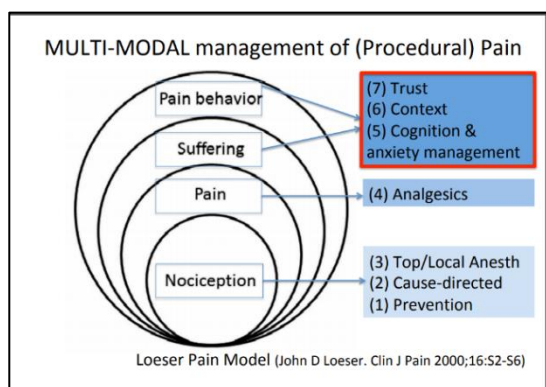 MULTI-MODAL management of (Procedural) Pain
Pain behavior
Suffering
Pain
Nociception
(7) Trust
(6) Context
(5) Cognition &
anxiety management
(4) Analgesics
(3) Top/Local Anesth
(2) Cause-directed
(1) Prevention
Loeser Pain Model (John D Loeser. Clin J Pain 2000;16:S2-S6)